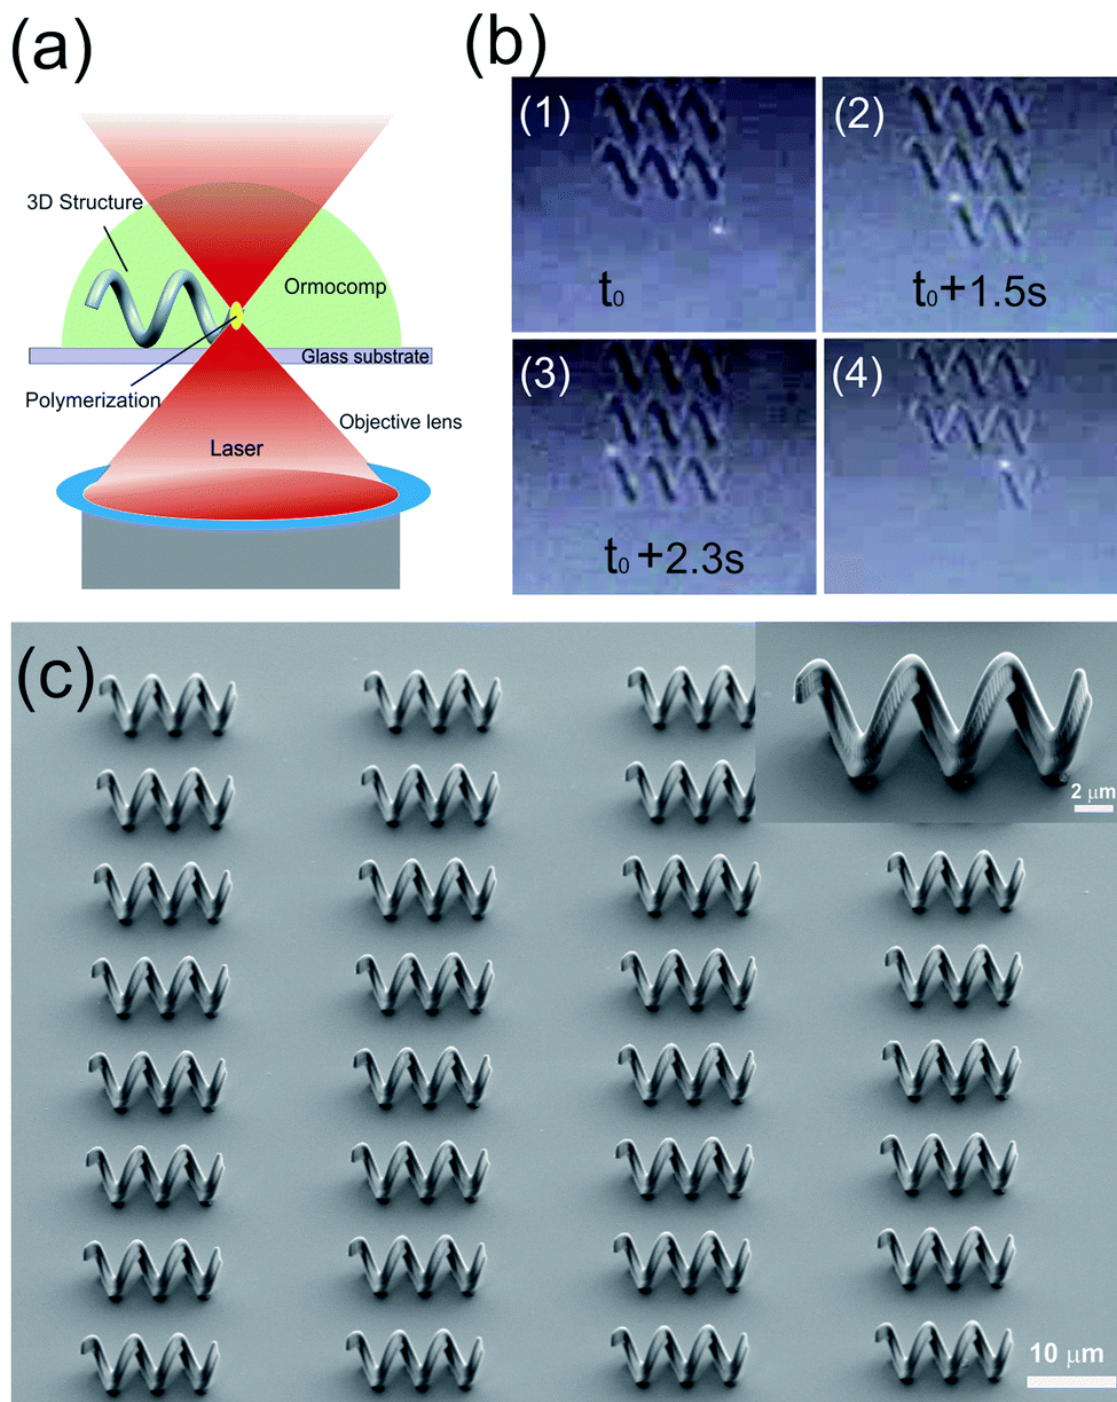 (a)
3D Structure
Ormocomp
Glass substrate
Polymerization
Objective lens
Laser
(b)
(1)
t0
(2)
t0+1.5s
(3)
t0 +2.3s
(4)
(c)
2 μm
10 μm